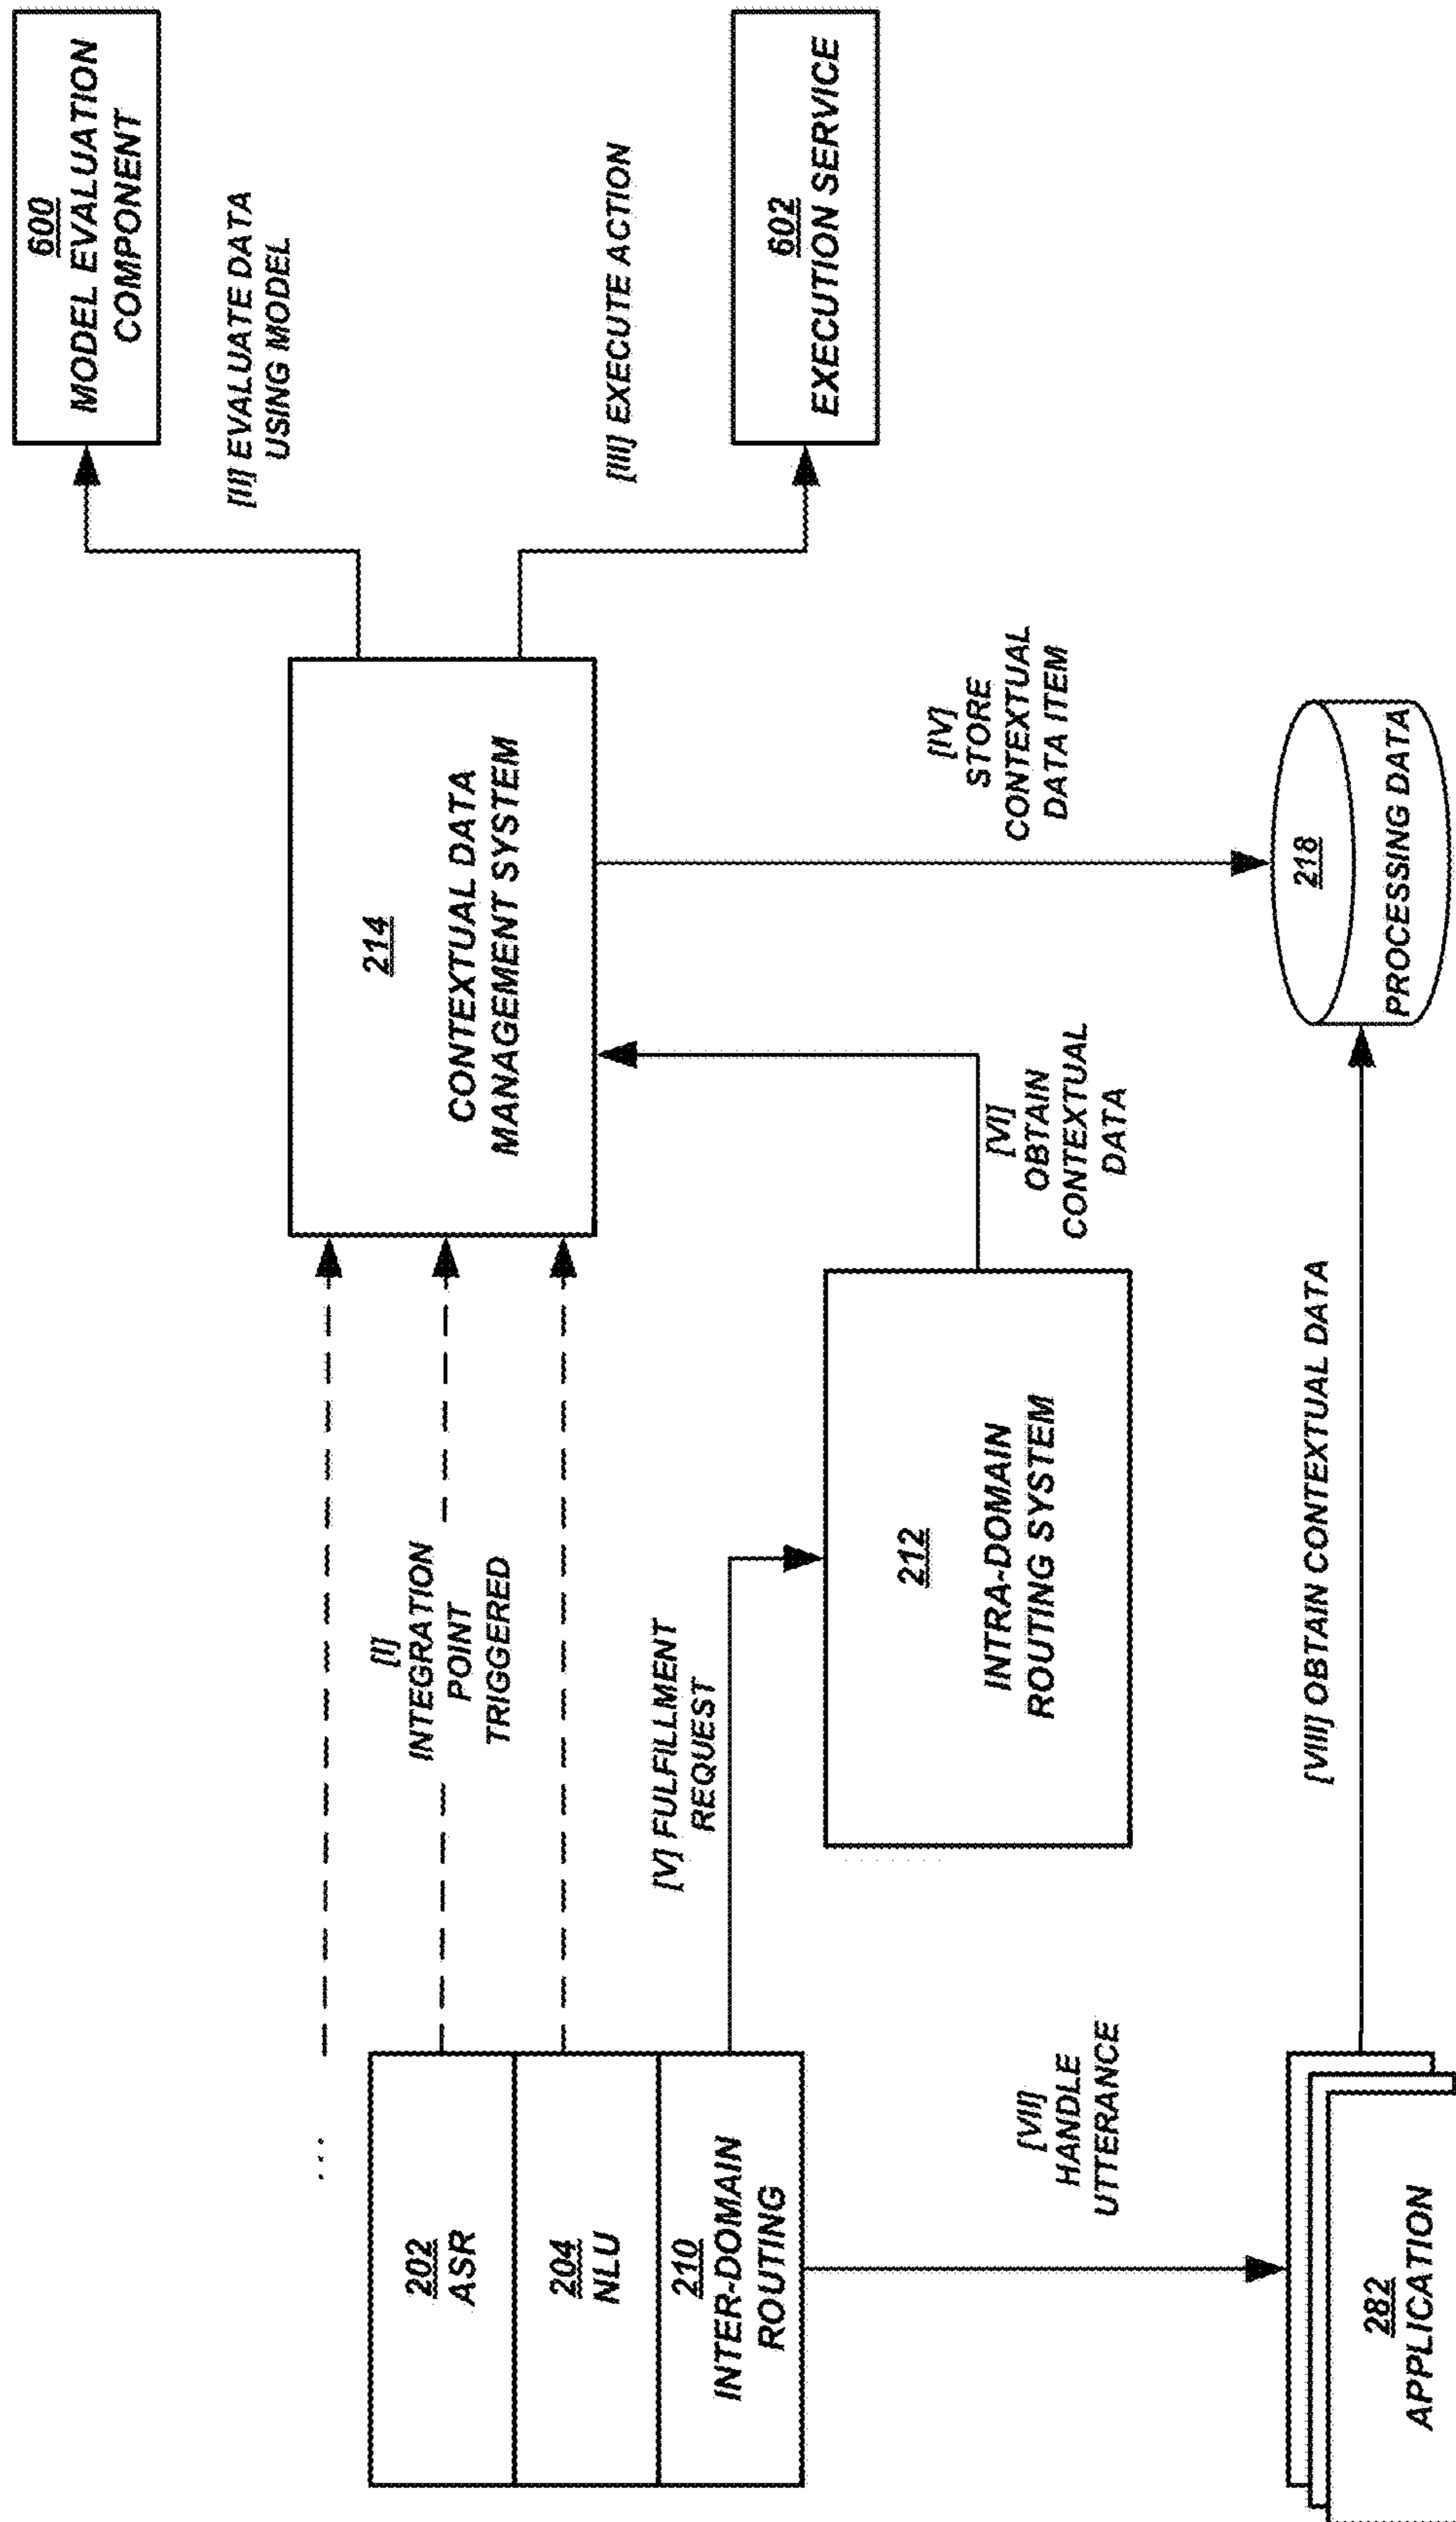 600
MODEL EVALUATION
COMPONENT
[II] EVALUATE DATA
USING MODEL
[III] EXECUTE ACTION
602
EXECUTION SERVICE
214
CONTEXTUAL DATA
MANAGEMENT SYSTEM
[I]
INTEGRATION
POINT
TRIGGERED
. . .
202
ASR
204
NLU
210
INTER-DOMAIN
ROUTING
[V] FULFILLMENT
REQUEST
212
INTRA-DOMAIN
ROUTING SYSTEM
[VI]
OBTAIN
CONTEXTUAL
DATA
[IV]
STORE
CONTEXTUAL
DATA ITEM
[VII]
HANDLE
UTTERANCE
282
APPLICATION
[VIII] OBTAIN CONTEXTUAL DATA
218
PROCESSING DATA